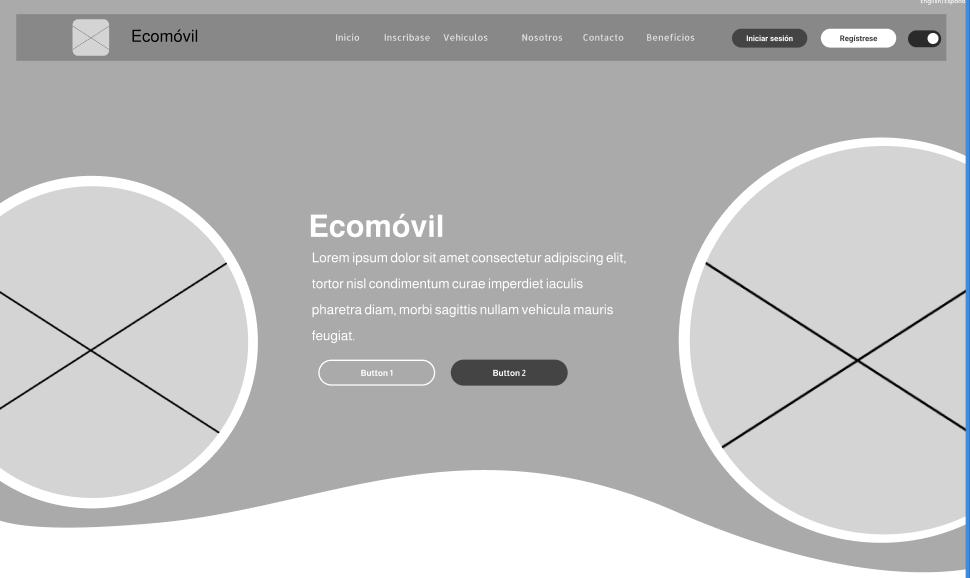 English|Español
Ecomóvil
Inicio
Inscribase
Vehiculos
Nosotros
Contacto
Beneficios
Iniciar sesión
Regístrese
Ecomóvil
Lorem ipsum dolor sit amet consectetur adipiscing elit,
tortor nisl condimentum curae imperdiet iaculis
pharetra diam, morbi sagittis nullam vehicula mauris
feugiat.
Button 1
Button 2